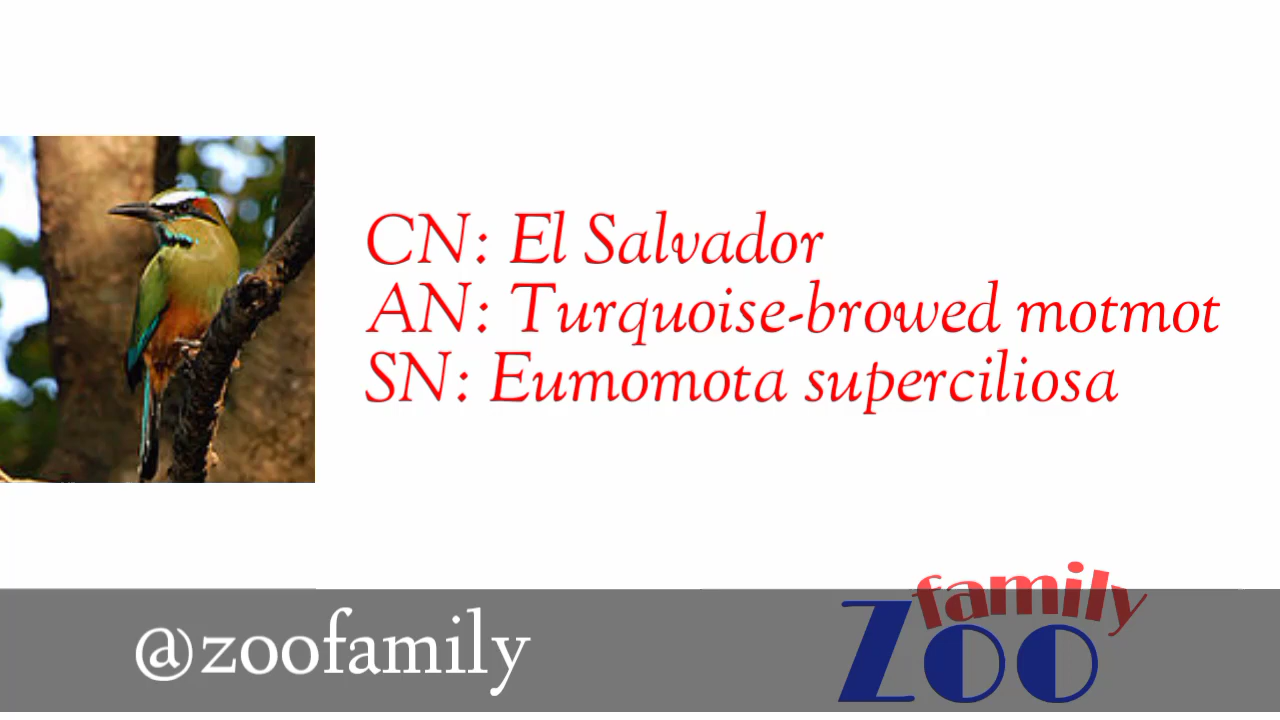 CN: El Salvador
AN: Turquoise-browed motmot
SN: Eumomota superciliosa
@zoofamily
family
Zoo